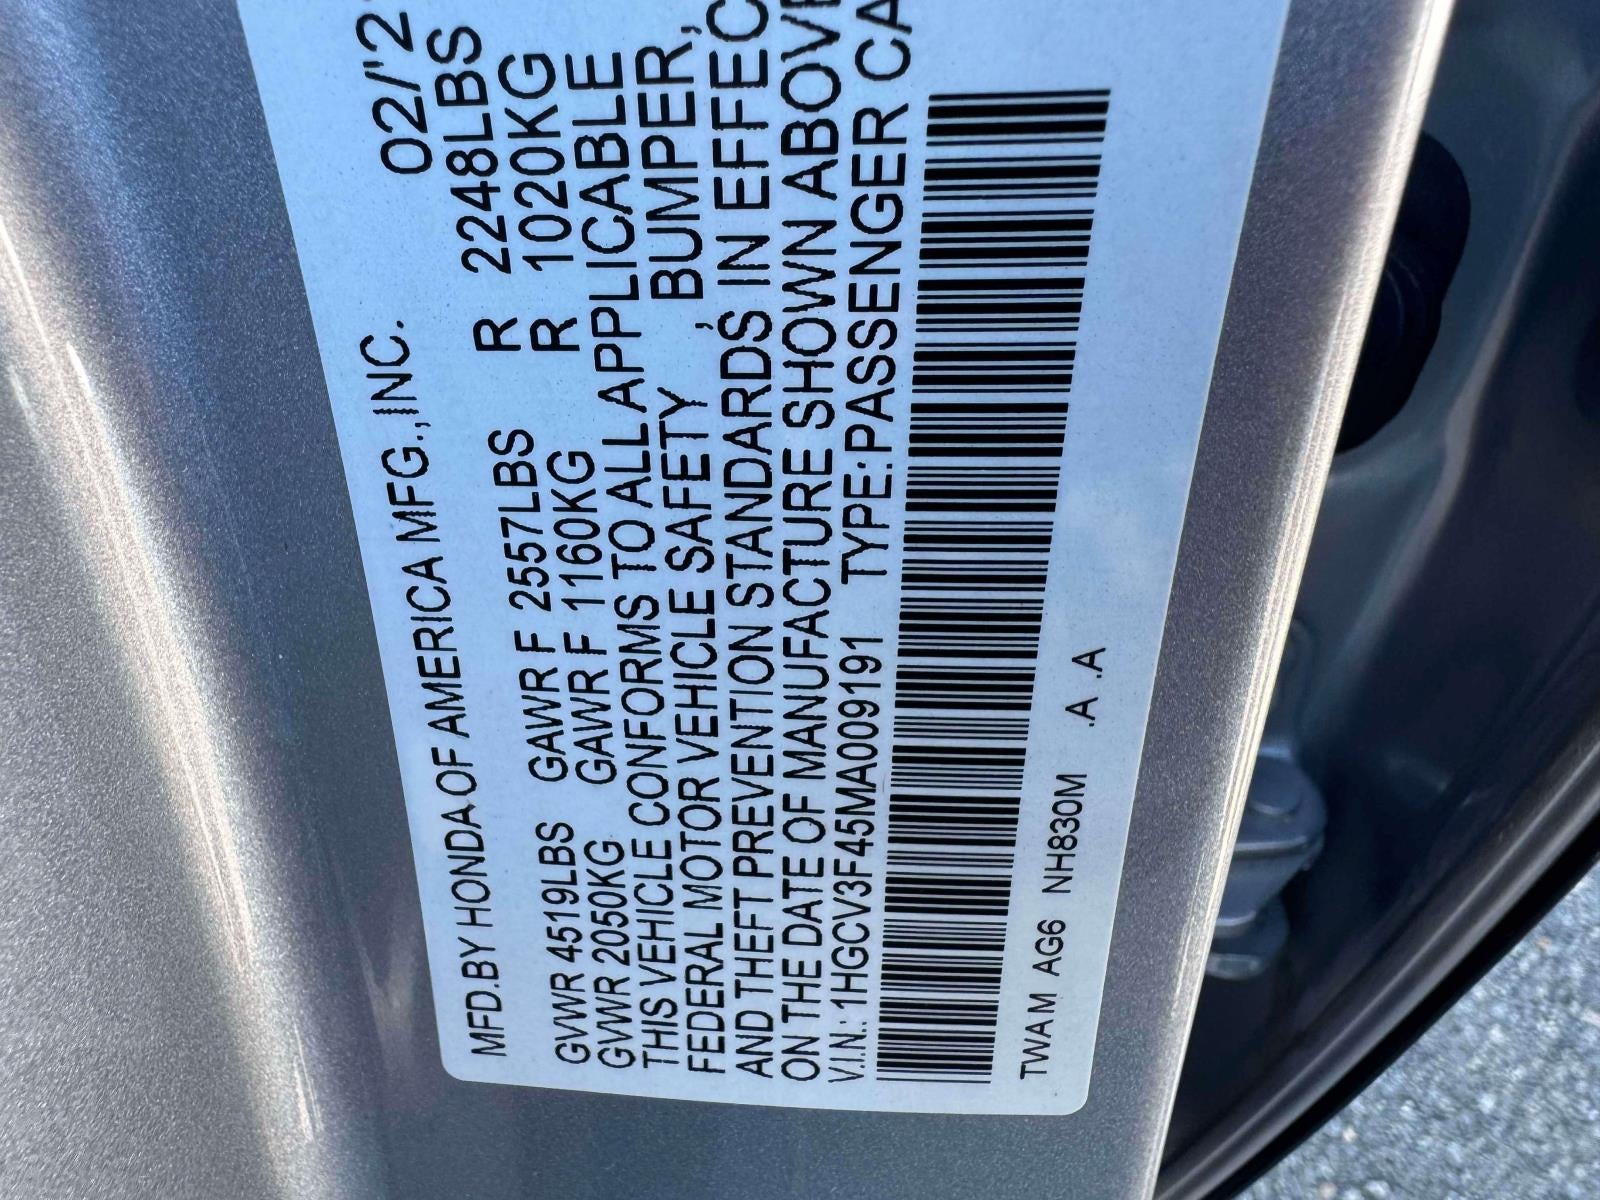 MFD.BY HONDA OF AMERICA MFG.,INC. 02/'2
GVWR 4519LBS GAWR F 2557LBS R 2248LBS
GVWR 2050KG GAWR F 1160KG R 1020KG
THIS VEHICLE CONFORMS TO ALL APPLICABLE
FEDERAL MOTOR VEHICLE SAFETY , BUMPER,
AND THEFT PREVENTION STANDARDS IN EFFEC
ON THE DATE OF MANUFACTURE SHOWN ABOVE
V.I.N.: 1HGCV3F45MA009191 TYPE:PASSENGER CA
TWA M AG6 NH830M .A .A